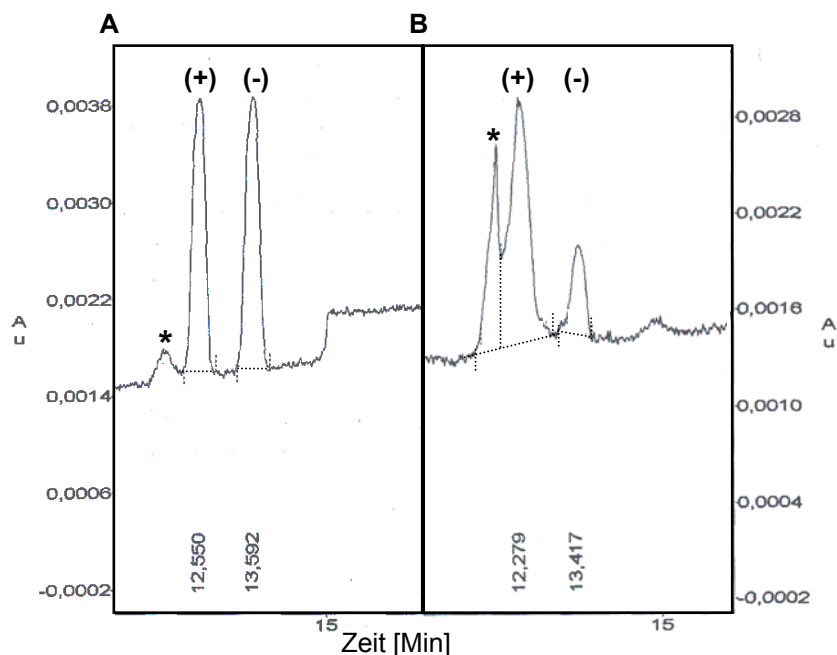 A B
(+) (-) (+) (-)
* *
0,0038
0,0030
0,0022
0,0014
0,0006
-0,0002
A
u
0,0028
0,0022
0,0016
0,0010
0,0004
-0,0002
A
u
12,550
13,592
12,279
13,417
15 15
Zeit [Min]